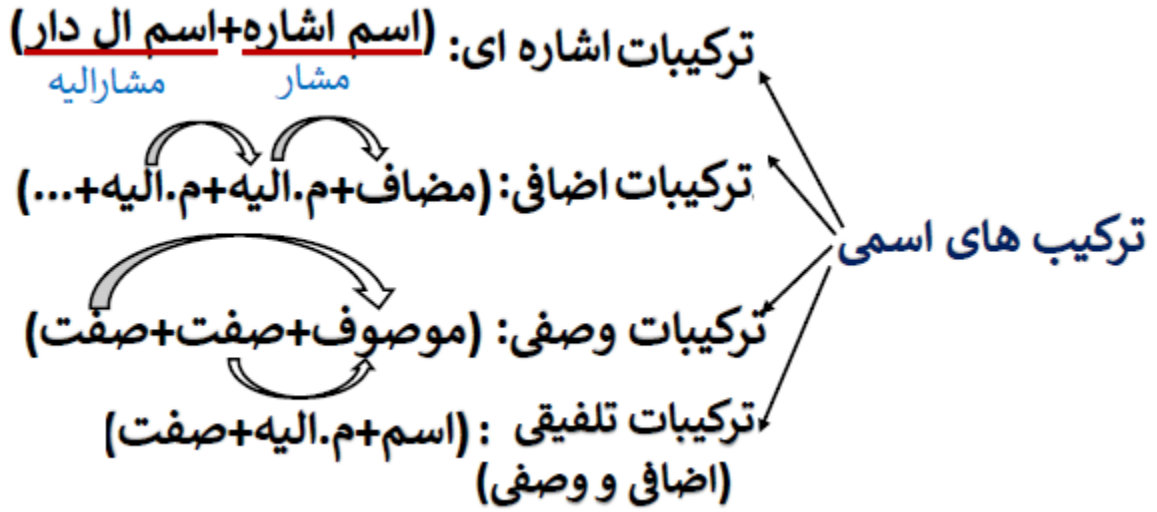 ترکیبات اشاره ای: (اسم اشاره+اسم ال دار)
مشار
مشارالیه
ترکیبات اضافی: (مضاف+م.الیه+م.الیه+...)
ترکیب های اسمی
ترکیبات وصفی: (موصوف+صفت+صفت)
ترکیبات تلفیقی : (اسم+م.الیه+صفت)
(اضافی و وصفی)